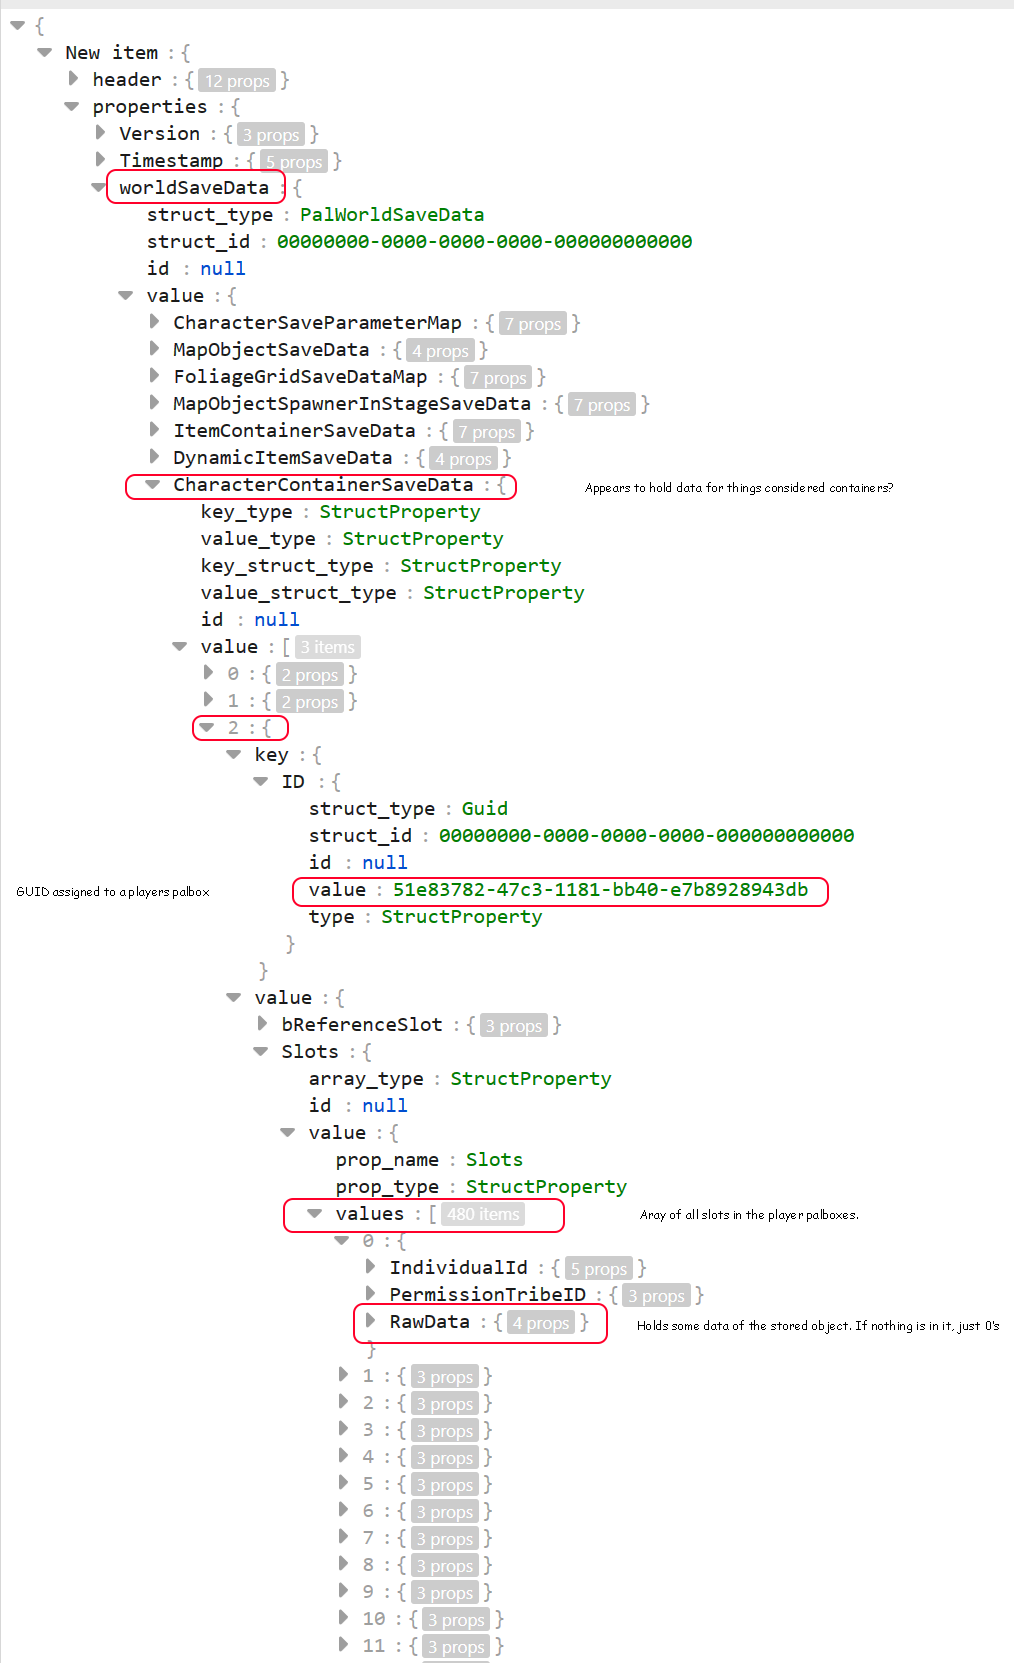 {
New item : {
header : { 12 props }
properties : {
Version : { 3 props }
Timestamp : { 5 props }
worldSaveData : {
struct_type : PalWorldSaveData
struct_id : 00000000-0000-0000-0000-000000000000
id : null
value : {
CharacterSaveParameterMap : { 7 props }
MapObjectSaveData : { 4 props }
FoliageGridSaveDataMap : { 7 props }
MapObjectSpawnerInStageSaveData : { 7 props }
ItemContainerSaveData : { 7 props }
DynamicItemSaveData : { 4 props }
CharacterContainerSaveData : { Appears to hold data for things considered containers?
key_type : StructProperty
value_type : StructProperty
key_struct_type : StructProperty
value_struct_type : StructProperty
id : null
value : [ 3 items
0 : { 2 props }
1 : { 2 props }
2 : {
key : {
ID : {
struct_type : Guid
struct_id : 00000000-0000-0000-0000-000000000000
id : null
GUID assigned to a players palbox value : 51e83782-47c3-1181-bb40-e7b8928943db
type : StructProperty
}
}
value : {
bReferenceSlot : { 3 props }
Slots : {
array_type : StructProperty
id : null
value : {
prop_name : Slots
prop_type : StructProperty
values : [ 480 items Aray of all slots in the player palboxes.
0 : {
IndividualId : { 5 props }
PermissionTribeID : { 3 props }
RawData : { 4 props } Holds some data of the stored object. If nothing is in it, just 0's
}
1 : { 3 props }
2 : { 3 props }
3 : { 3 props }
4 : { 3 props }
5 : { 3 props }
6 : { 3 props }
7 : { 3 props }
8 : { 3 props }
9 : { 3 props }
10 : { 3 props }
11 : { 3 props }